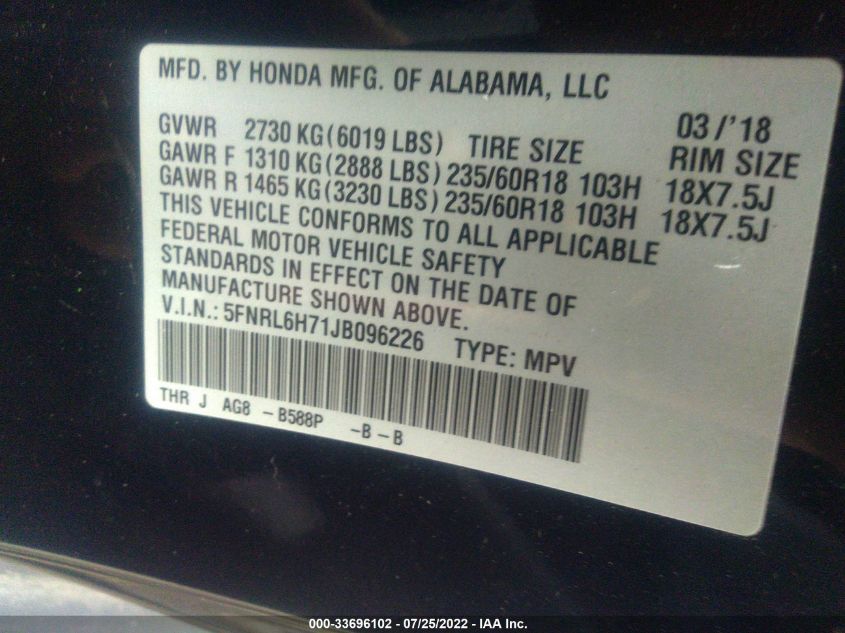 MFD. BY HONDA MFG. OF ALABAMA, LLC
03/'18
GVWR 2730 KG(6019 LBS) TIRE SIZE RIM SIZE
GAWR F 1310 KG(2888 LBS) 235/60R18 103H 18X7.5J
GAWR R 1465 KG(3230 LBS) 235/60R18 103H 18X7.5J
THIS VEHICLE CONFORMS TO ALL APPLICABLE
FEDERAL MOTOR VEHICLE SAFETY
STANDARDS IN EFFECT ON THE DATE OF
MANUFACTURE SHOWN ABOVE.
V.I.N.: 5FNRL6H71JB096226 TYPE: MPV
THR J AG8 -B588P -B-B
000-33696102 - 07/25/2022 - IAA Inc.